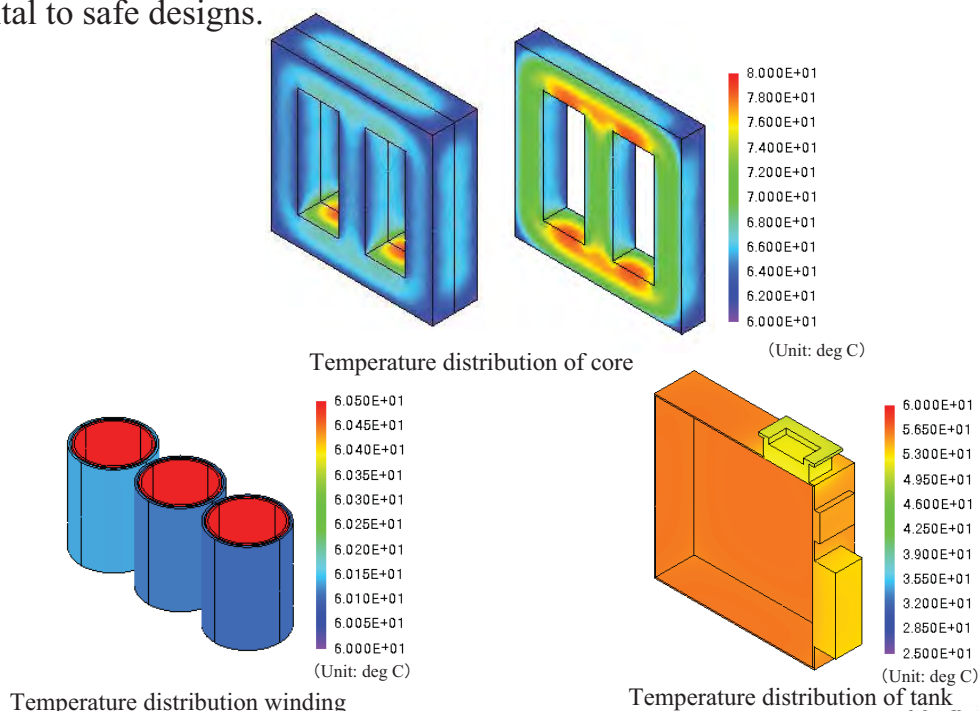 tal to safe designs.
8.000E+01
7.800E+01
7.600E+01
7.400E+01
7.200E+01
7.000E+01
6.800E+01
6.600E+01
6.400E+01
6.200E+01
6.000E+01
(Unit: deg C)
Temperature distribution of core
6.050E+01
6.045E+01
6.040E+01
6.035E+01
6.030E+01
6.025E+01
6.020E+01
6.015E+01
6.010E+01
6.005E+01
6.000E+01
(Unit: deg C)
Temperature distribution winding
6.000E+01
5.650E+01
5.300E+01
4.950E+01
4.600E+01
4.250E+01
3.900E+01
3.550E+01
3.200E+01
2.850E+01
2.500E+01
(Unit: deg C)
Temperature distribution of tank